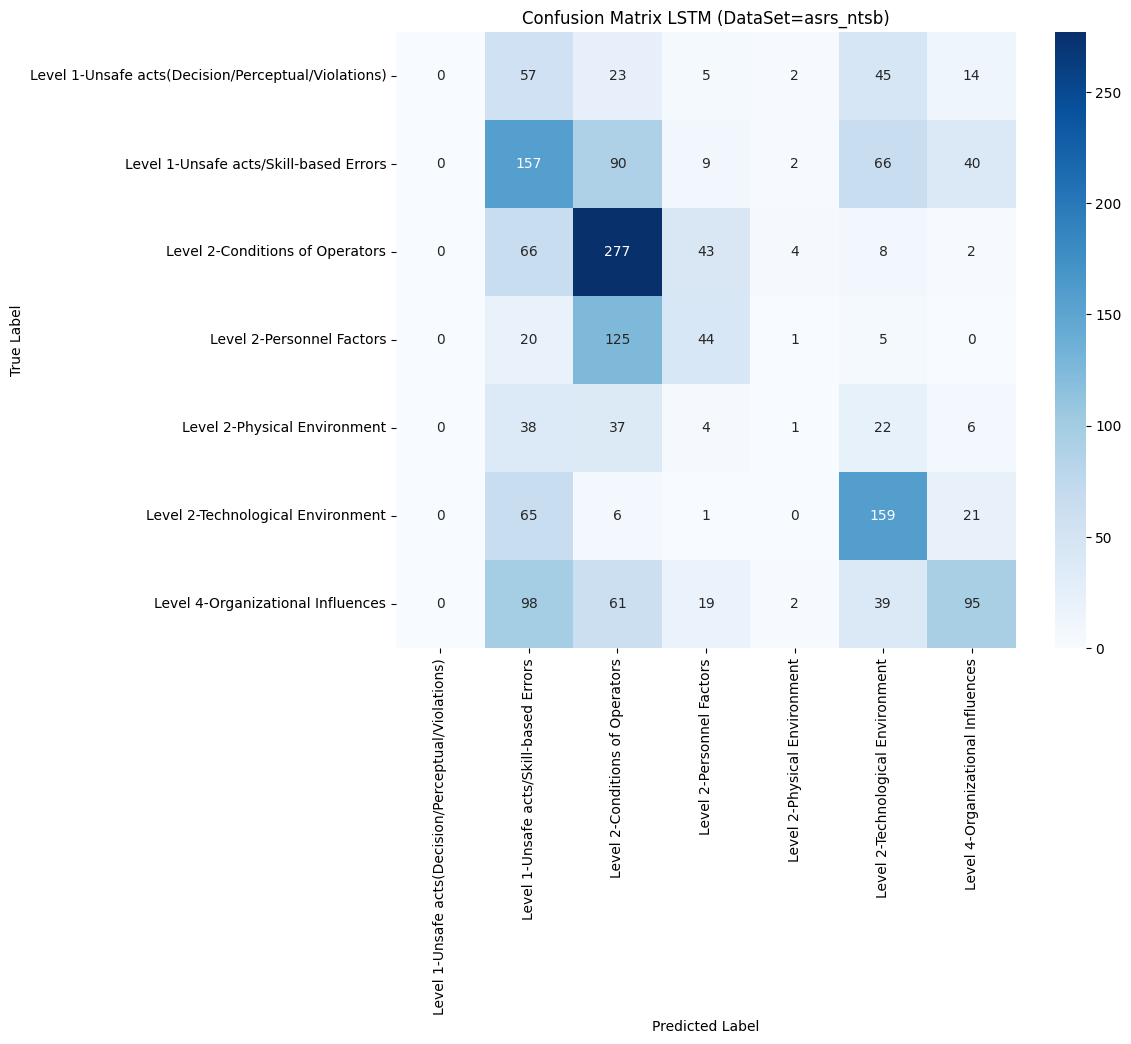 Confusion Matrix LSTM (DataSet=asrs_ntsb)
True Label
Level 1-Unsafe acts(Decision/Perceptual/Violations)
0 57 23 5 2 45 14
Level 1-Unsafe acts/Skill-based Errors
0 157 90 9 2 66 40
Level 2-Conditions of Operators
0 66 277 43 4 8 2
Level 2-Personnel Factors
0 20 125 44 1 5 0
Level 2-Physical Environment
0 38 37 4 1 22 6
Level 2-Technological Environment
0 65 6 1 0 159 21
Level 4-Organizational Influences
0 98 61 19 2 39 95
250
200
150
100
50
0
Level 1-Unsafe acts(Decision/Perceptual/Violations)
Level 1-Unsafe acts/Skill-based Errors
Level 2-Conditions of Operators
Level 2-Personnel Factors
Level 2-Physical Environment
Level 2-Technological Environment
Level 4-Organizational Influences
Predicted Label